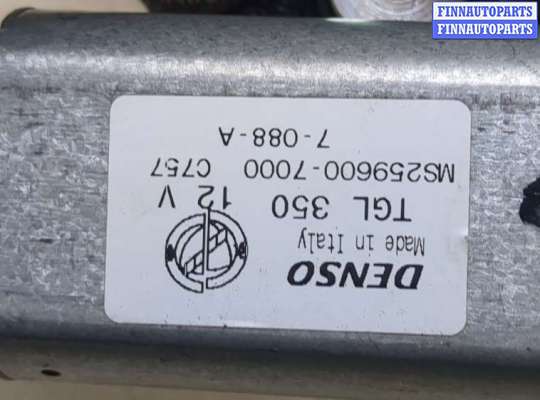 FINNAUTOPARTS
FINNAUTOPARTS
DENSO
Made in Italy
TGL 350 12 V
MS259600-7000 C757
7-088-A